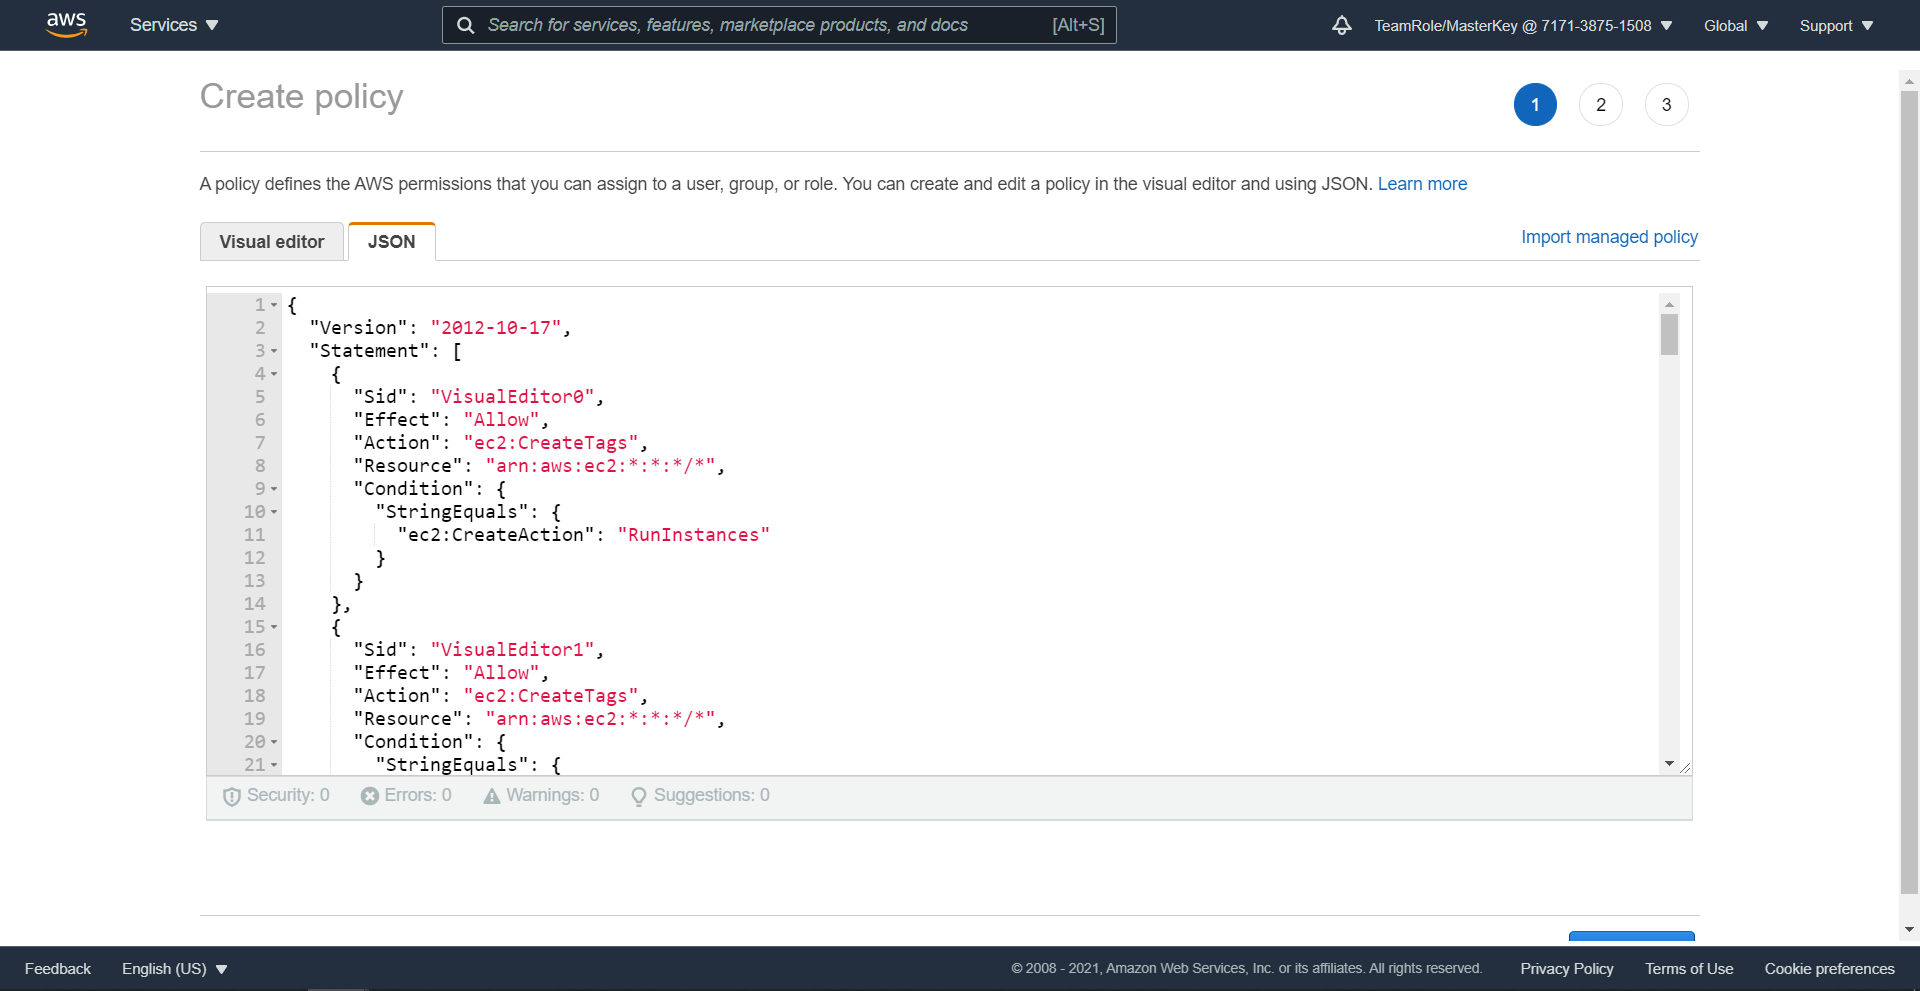 aws Services Search for services, features, marketplace products, and docs [Alt+S] TeamRole/MasterKey @ 7171-3875-1508 Global Support
Create policy 1 2 3
A policy defines the AWS permissions that you can assign to a user, group, or role. You can create and edit a policy in the visual editor and using JSON. Learn more
Visual editor JSON Import managed policy
1 {
2 "Version": "2012-10-17",
3 "Statement": [
4 {
5 "Sid": "VisualEditor0",
6 "Effect": "Allow",
7 "Action": "ec2:CreateTags",
8 "Resource": "arn:aws:ec2:*:*:*/*",
9 "Condition": {
10 "StringEquals": {
11 "ec2:CreateAction": "RunInstances"
12 }
13 }
14 },
15 {
16 "Sid": "VisualEditor1",
17 "Effect": "Allow",
18 "Action": "ec2:CreateTags",
19 "Resource": "arn:aws:ec2:*:*:*/*",
20 "Condition": {
21 "StringEquals": {
Security: 0 Errors: 0 Warnings: 0 Suggestions: 0
Feedback English (US) © 2008 - 2021, Amazon Web Services, Inc. or its affiliates. All rights reserved. Privacy Policy Terms of Use Cookie preferences